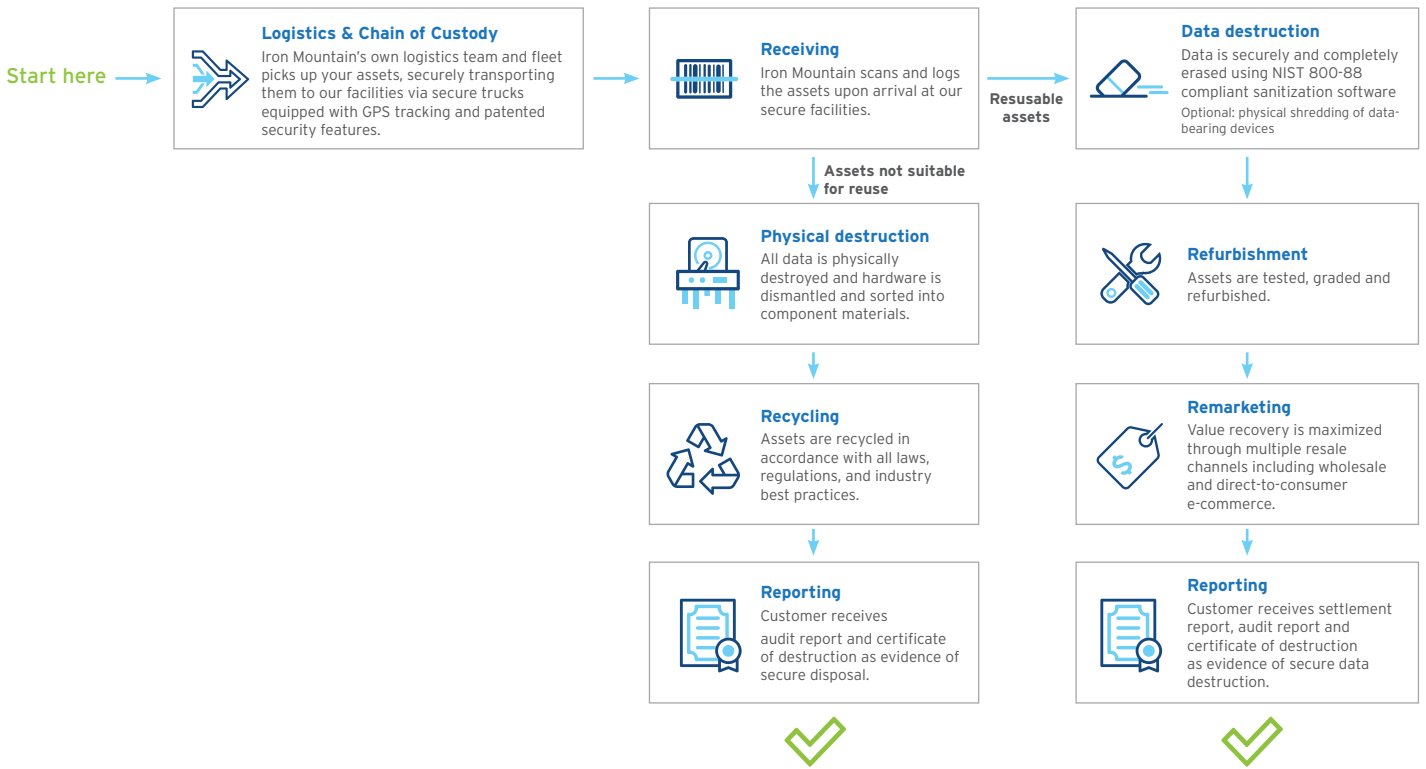 Start here
Logistics & Chain of Custody
Iron Mountain's own logistics team and fleet
picks up your assets, securely transporting
them to our facilities via secure trucks
equipped with GPS tracking and patented
security features.
Receiving
Iron Mountain scans and logs
the assets upon arrival at our
secure facilities.
Resusable
assets
Data destruction
Data is securely and completely
erased using NIST 800-88
compliant sanitization software
Optional: physical shredding of data-
bearing devices
Assets not suitable
for reuse
Physical destruction
All data is physically
destroyed and hardware is
dismantled and sorted into
component materials.
Refurbishment
Assets are tested, graded and
refurbished.
Recycling
Assets are recycled in
accordance with all laws,
regulations, and industry
best practices.
Remarketing
Value recovery is maximized
through multiple resale
channels including wholesale
and direct-to-consumer
e-commerce.
$
Reporting
Customer receives
audit report and certificate
of destruction as evidence of
secure disposal.
Reporting
Customer receives settlement
report, audit report and
certificate of destruction
as evidence of secure data
destruction.